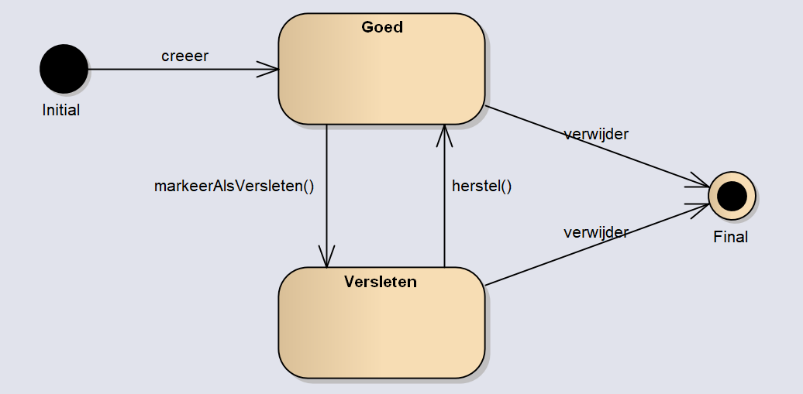 Goed
creeer
Initial
verwijder
markeerAlsVersleten()
herstel()
verwijder
Final
Versleten